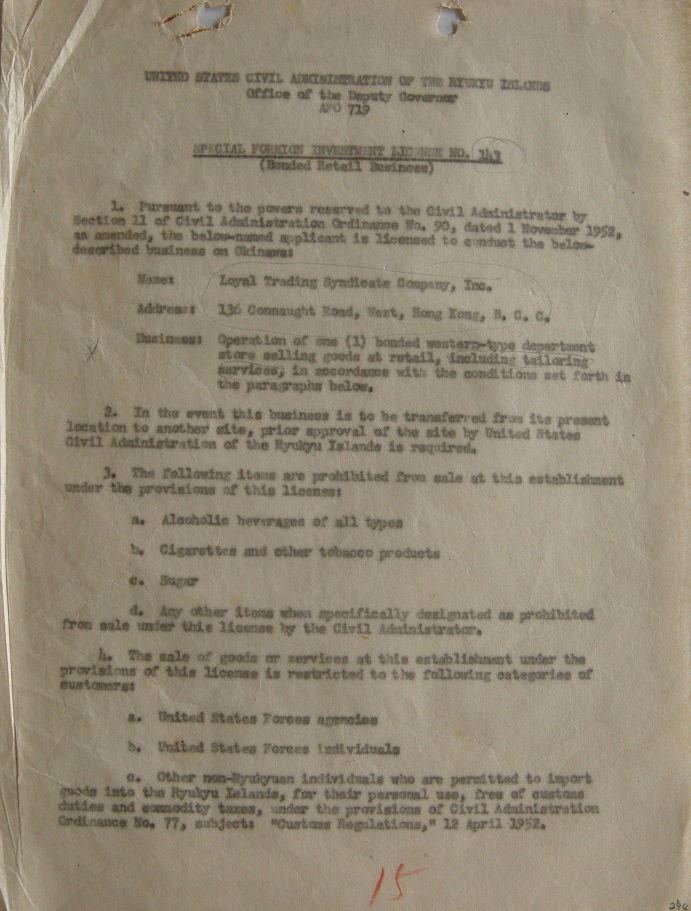 UNITED STATES CIVIL ADMINISTRATION OF THE RYUKYU ISLANDS
Office of the Deputy Governor
APO 719
SPECIAL FOREIGN INVESTMENT LICENSE NO. 143
(Bonded Retail Business)
1. Pursuant to the powers reserved to the Civil Administrator by
Section 11 of Civil Administration Ordinance No. 90, dated 1 November 1952,
as amended, the below-named applicant is licensed to conduct the below-
described business on Okinawa:
Name: Loyal Trading Syndicate Company, Inc.
Address: 136 Connaught Road, West, Hong Kong, B. C. C.
Business: Operation of one (1) bonded western-type department
store selling goods at retail, including tailoring
services, in accordance with the conditions set forth in
the paragraphs below.
2. In the event this business is to be transferred from its present
location to another site, prior approval of the site by United States
Civil Administration of the Ryukyu Islands is required.
3. The following items are prohibited from sale at this establishment
under the provisions of this license:
a. Alcoholic beverages of all types
b. Cigarettes and other tobacco products
c. Sugar
d. Any other items when specifically designated as prohibited
from sale under this license by the Civil Administrator.
4. The sale of goods or services at this establishment under the
provisions of this license is restricted to the following categories of
customers:
a. United States Forces agencies
b. United States Forces individuals
c. Other non-Ryukyuan individuals who are permitted to import
goods into the Ryukyu Islands, for their personal use, free of customs
duties and commodity taxes, under the provisions of Civil Administration
Ordinance No. 77, subject: "Customs Regulations," 12 April 1952.
15